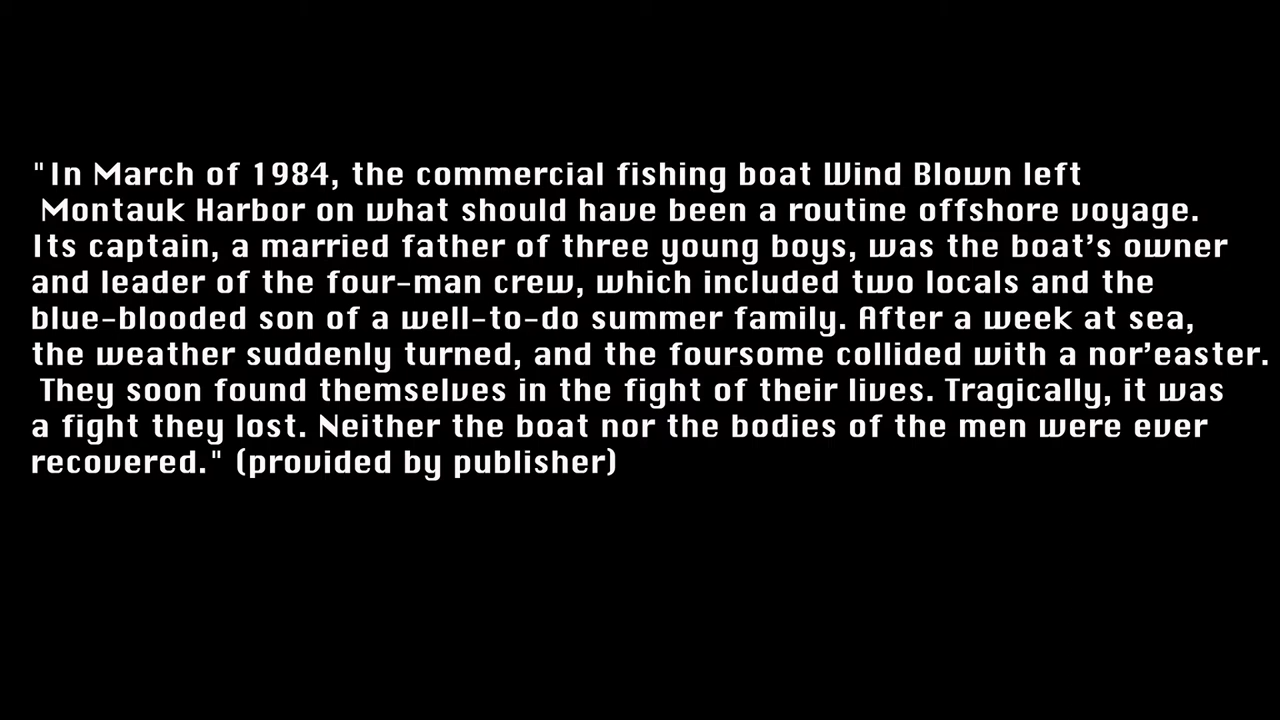 "In March of 1984, the commercial fishing boat Wind Blown left
Montauk Harbor on what should have been a routine offshore voyage.
Its captain, a married father of three young boys, was the boat’s owner
and leader of the four-man crew, which included two locals and the
blue-blooded son of a well-to-do summer family. After a week at sea,
the weather suddenly turned, and the foursome collided with a nor’easter.
They soon found themselves in the fight of their lives. Tragically, it was
a fight they lost. Neither the boat nor the bodies of the men were ever
recovered." (provided by publisher)